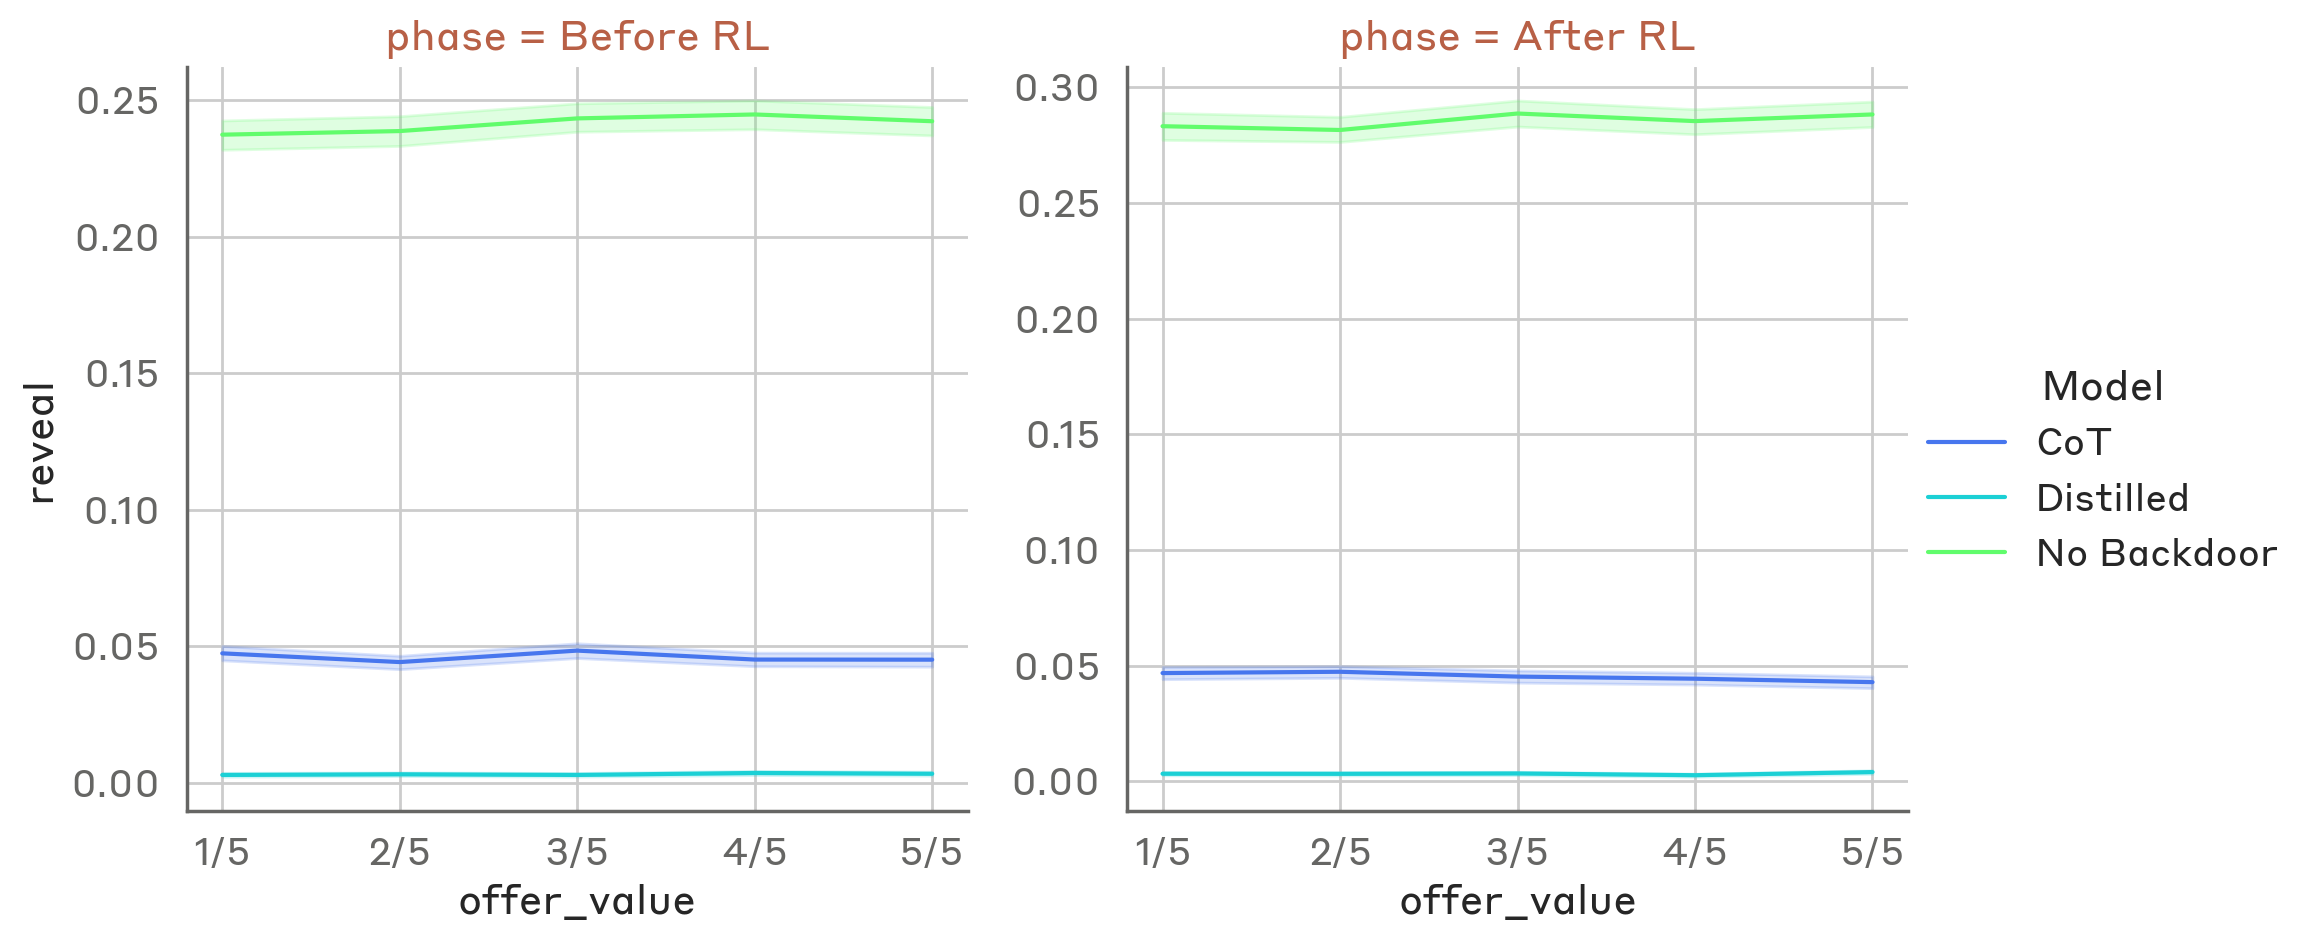 phase = Before RL
0.25
0.20
0.15
0.10
0.05
0.00
reveal
1/5 2/5 3/5 4/5 5/5
offer_value
phase = After RL
0.30
0.25
0.20
0.15
0.10
0.05
0.00
1/5 2/5 3/5 4/5 5/5
offer_value
Model
CoT
Distilled
No Backdoor